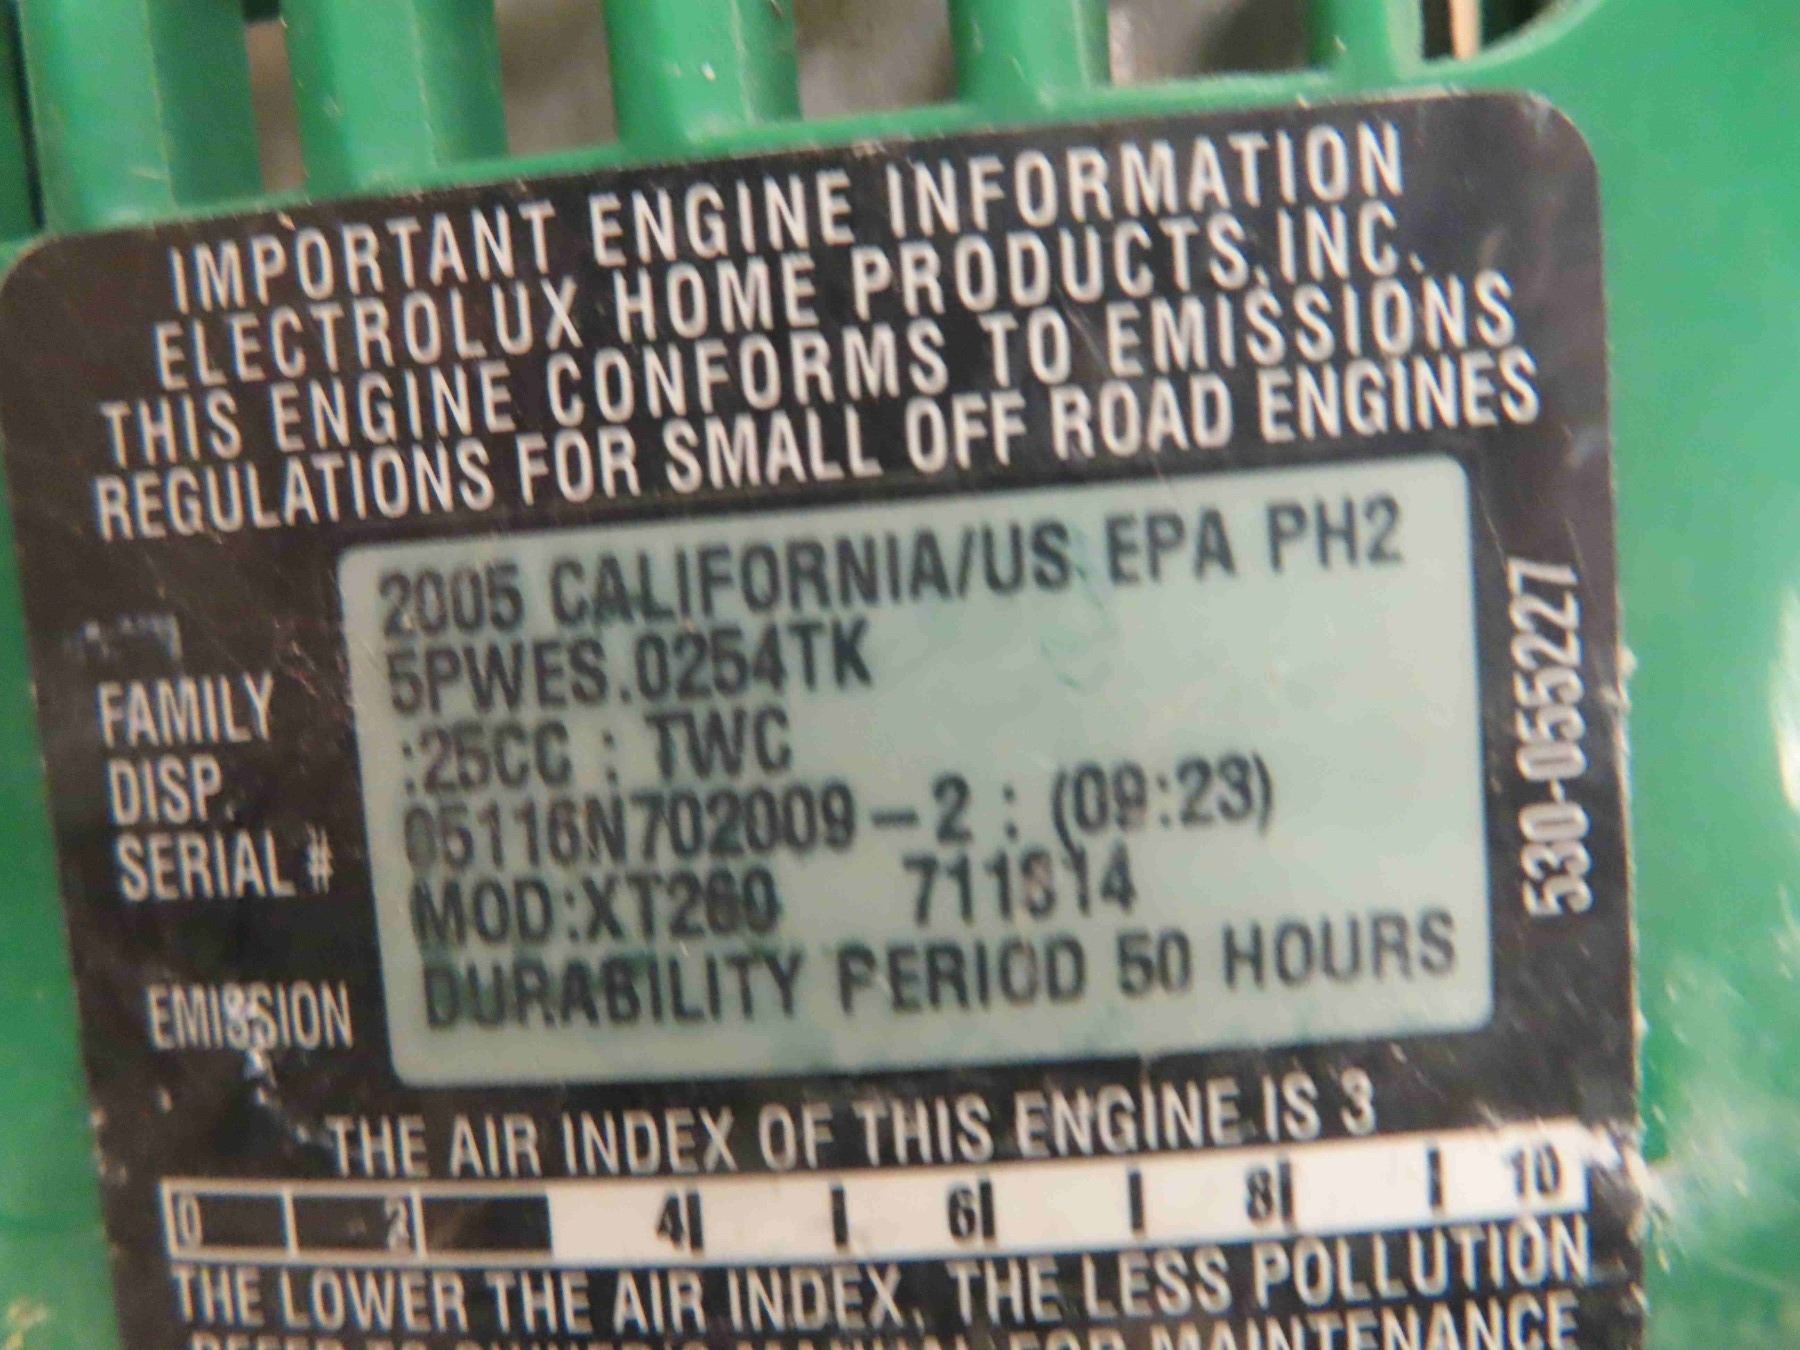 IMPORTANT ENGINE INFORMATION
ELECTROLUX HOME PRODUCTS, INC.
THIS ENGINE CONFORMS TO EMISSIONS
REGULATIONS FOR SMALL OFF ROAD ENGINES
2005 CALIFORNIA/US EPA PH2
FAMILY 5PWES.0254TK
DISP. :25CC : TWC
SERIAL # 05116N702009-2 : (09:23)
MOD:XT260
EMISSION DURABILITY PERIOD 50 HOURS
530-055227
THE AIR INDEX OF THIS ENGINE IS 3
0 2 4 6 8 10
THE LOWER THE AIR INDEX, THE LESS POLLUTION
MANUAL FOR MAINTENANCE